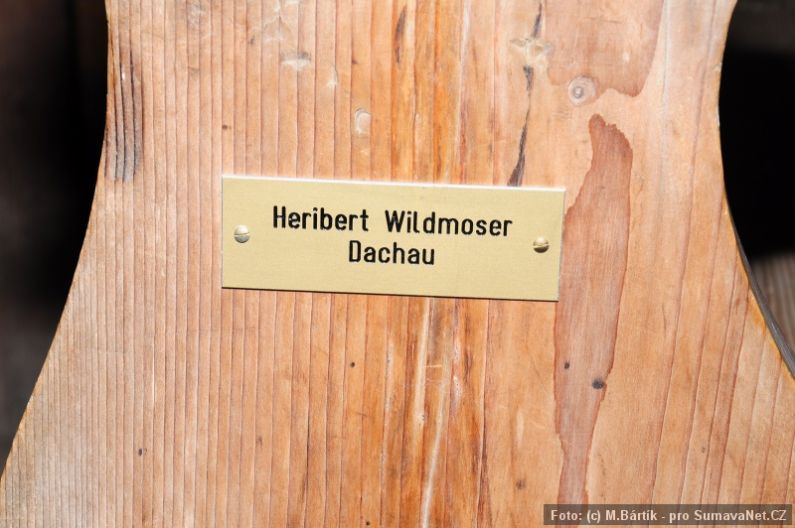 Heribert Wildmoser
Dachau
Foto: (c) M.Bártík - pro SumavaNet.CZ